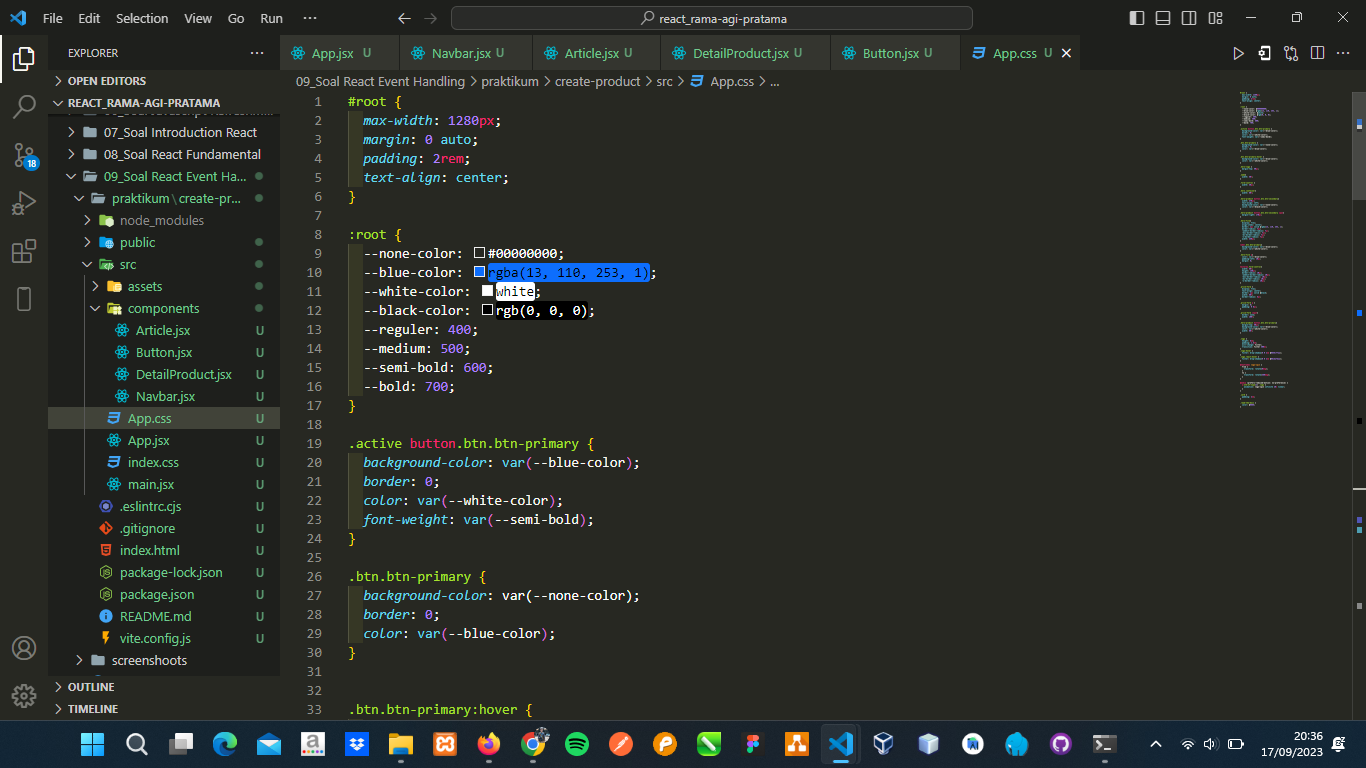 File Edit Selection View Go Run ···
react_rama-agi-pratama
EXPLORER
App.jsx U
Navbar.jsx U
Article.jsx U
DetailProduct.jsx U
Button.jsx U
App.css U
OPEN EDITORS
REACT_RAMA-AGI-PRATAMA
07_Soal Introduction React
08_Soal React Fundamental
09_Soal React Event Ha...
praktikum\create-pr...
node_modules
public
src
assets
components
Article.jsx U
Button.jsx U
DetailProduct.jsx U
Navbar.jsx U
App.css U
App.jsx U
index.css U
main.jsx U
.eslintrc.cjs U
.gitignore U
index.html U
package-lock.json U
package.json U
README.md U
vite.config.js U
screenshoots
OUTLINE
TIMELINE
18
09_Soal React Event Handling > praktikum > create-product > src > App.css > ...
1 #root {
2 max-width: 1280px;
3 margin: 0 auto;
4 padding: 2rem;
5 text-align: center;
6 }
7
8 :root {
9 --none-color: #00000000;
10 --blue-color: rgba(13, 110, 253, 1);
11 --white-color: white;
12 --black-color: rgb(0, 0, 0);
13 --reguler: 400;
14 --medium: 500;
15 --semi-bold: 600;
16 --bold: 700;
17 }
18
19 .active button.btn.btn-primary {
20 background-color: var(--blue-color);
21 border: 0;
22 color: var(--white-color);
23 font-weight: var(--semi-bold);
24 }
25
26 .btn.btn-primary {
27 background-color: var(--none-color);
28 border: 0;
29 color: var(--blue-color);
30 }
31
32
33 .btn.btn-primary:hover {
20:36
17/09/2023